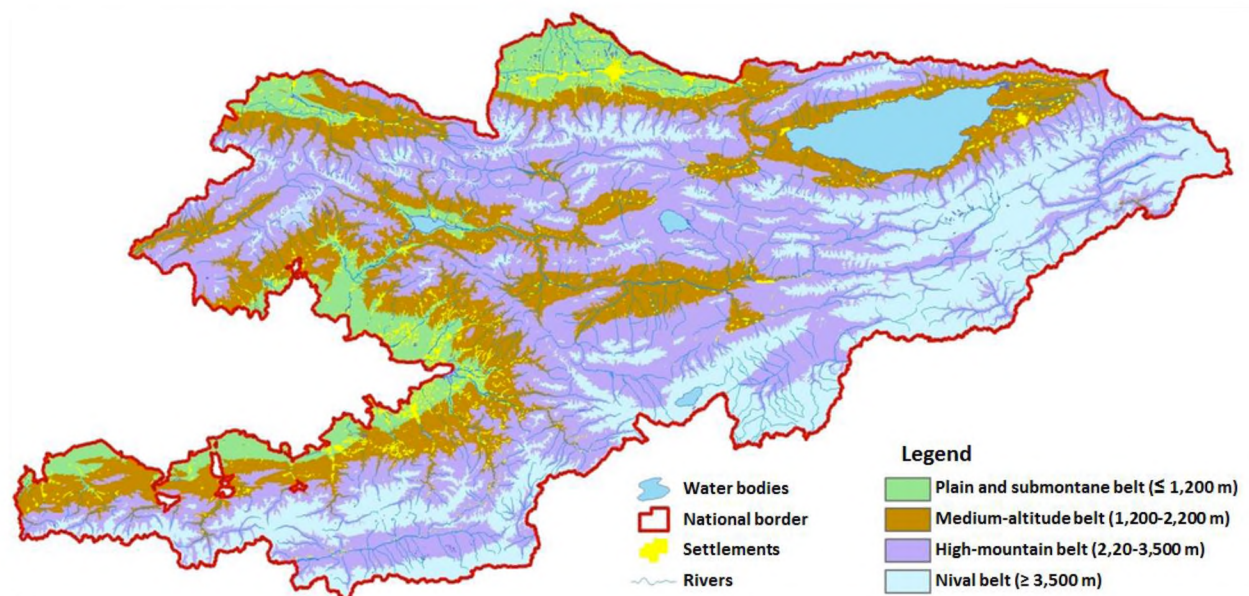 Legend
Water bodies
National border
Settlements
Rivers
Plain and submontane belt (≤ 1,200 m)
Medium-altitude belt (1,200-2,200 m)
High-mountain belt (2,20-3,500 m)
Nival belt (≥ 3,500 m)